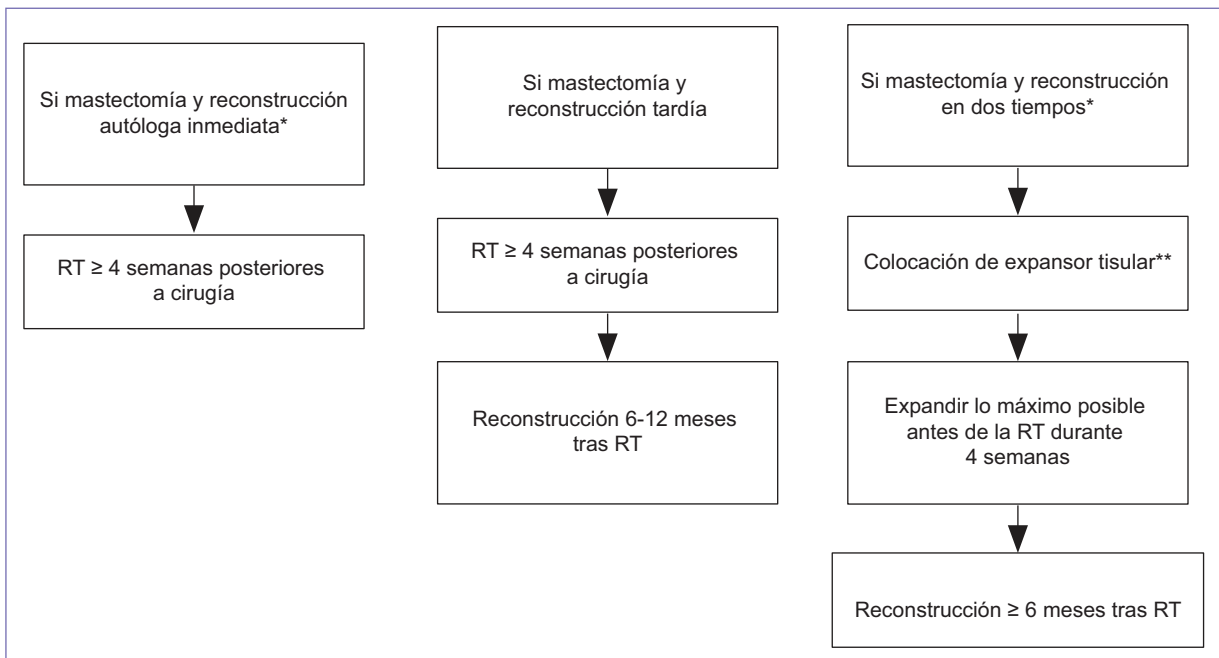 Si mastectomía y reconstrucción
autóloga inmediata*
RT ≥ 4 semanas posteriores
a cirugía
Si mastectomía y
reconstrucción tardía
RT ≥ 4 semanas posteriores
a cirugía
Reconstrucción 6-12 meses
tras RT
Si mastectomía y reconstrucción
en dos tiempos*
Colocación de expansor tisular**
Expandir lo máximo posible
antes de la RT durante
4 semanas
Reconstrucción ≥ 6 meses tras RT